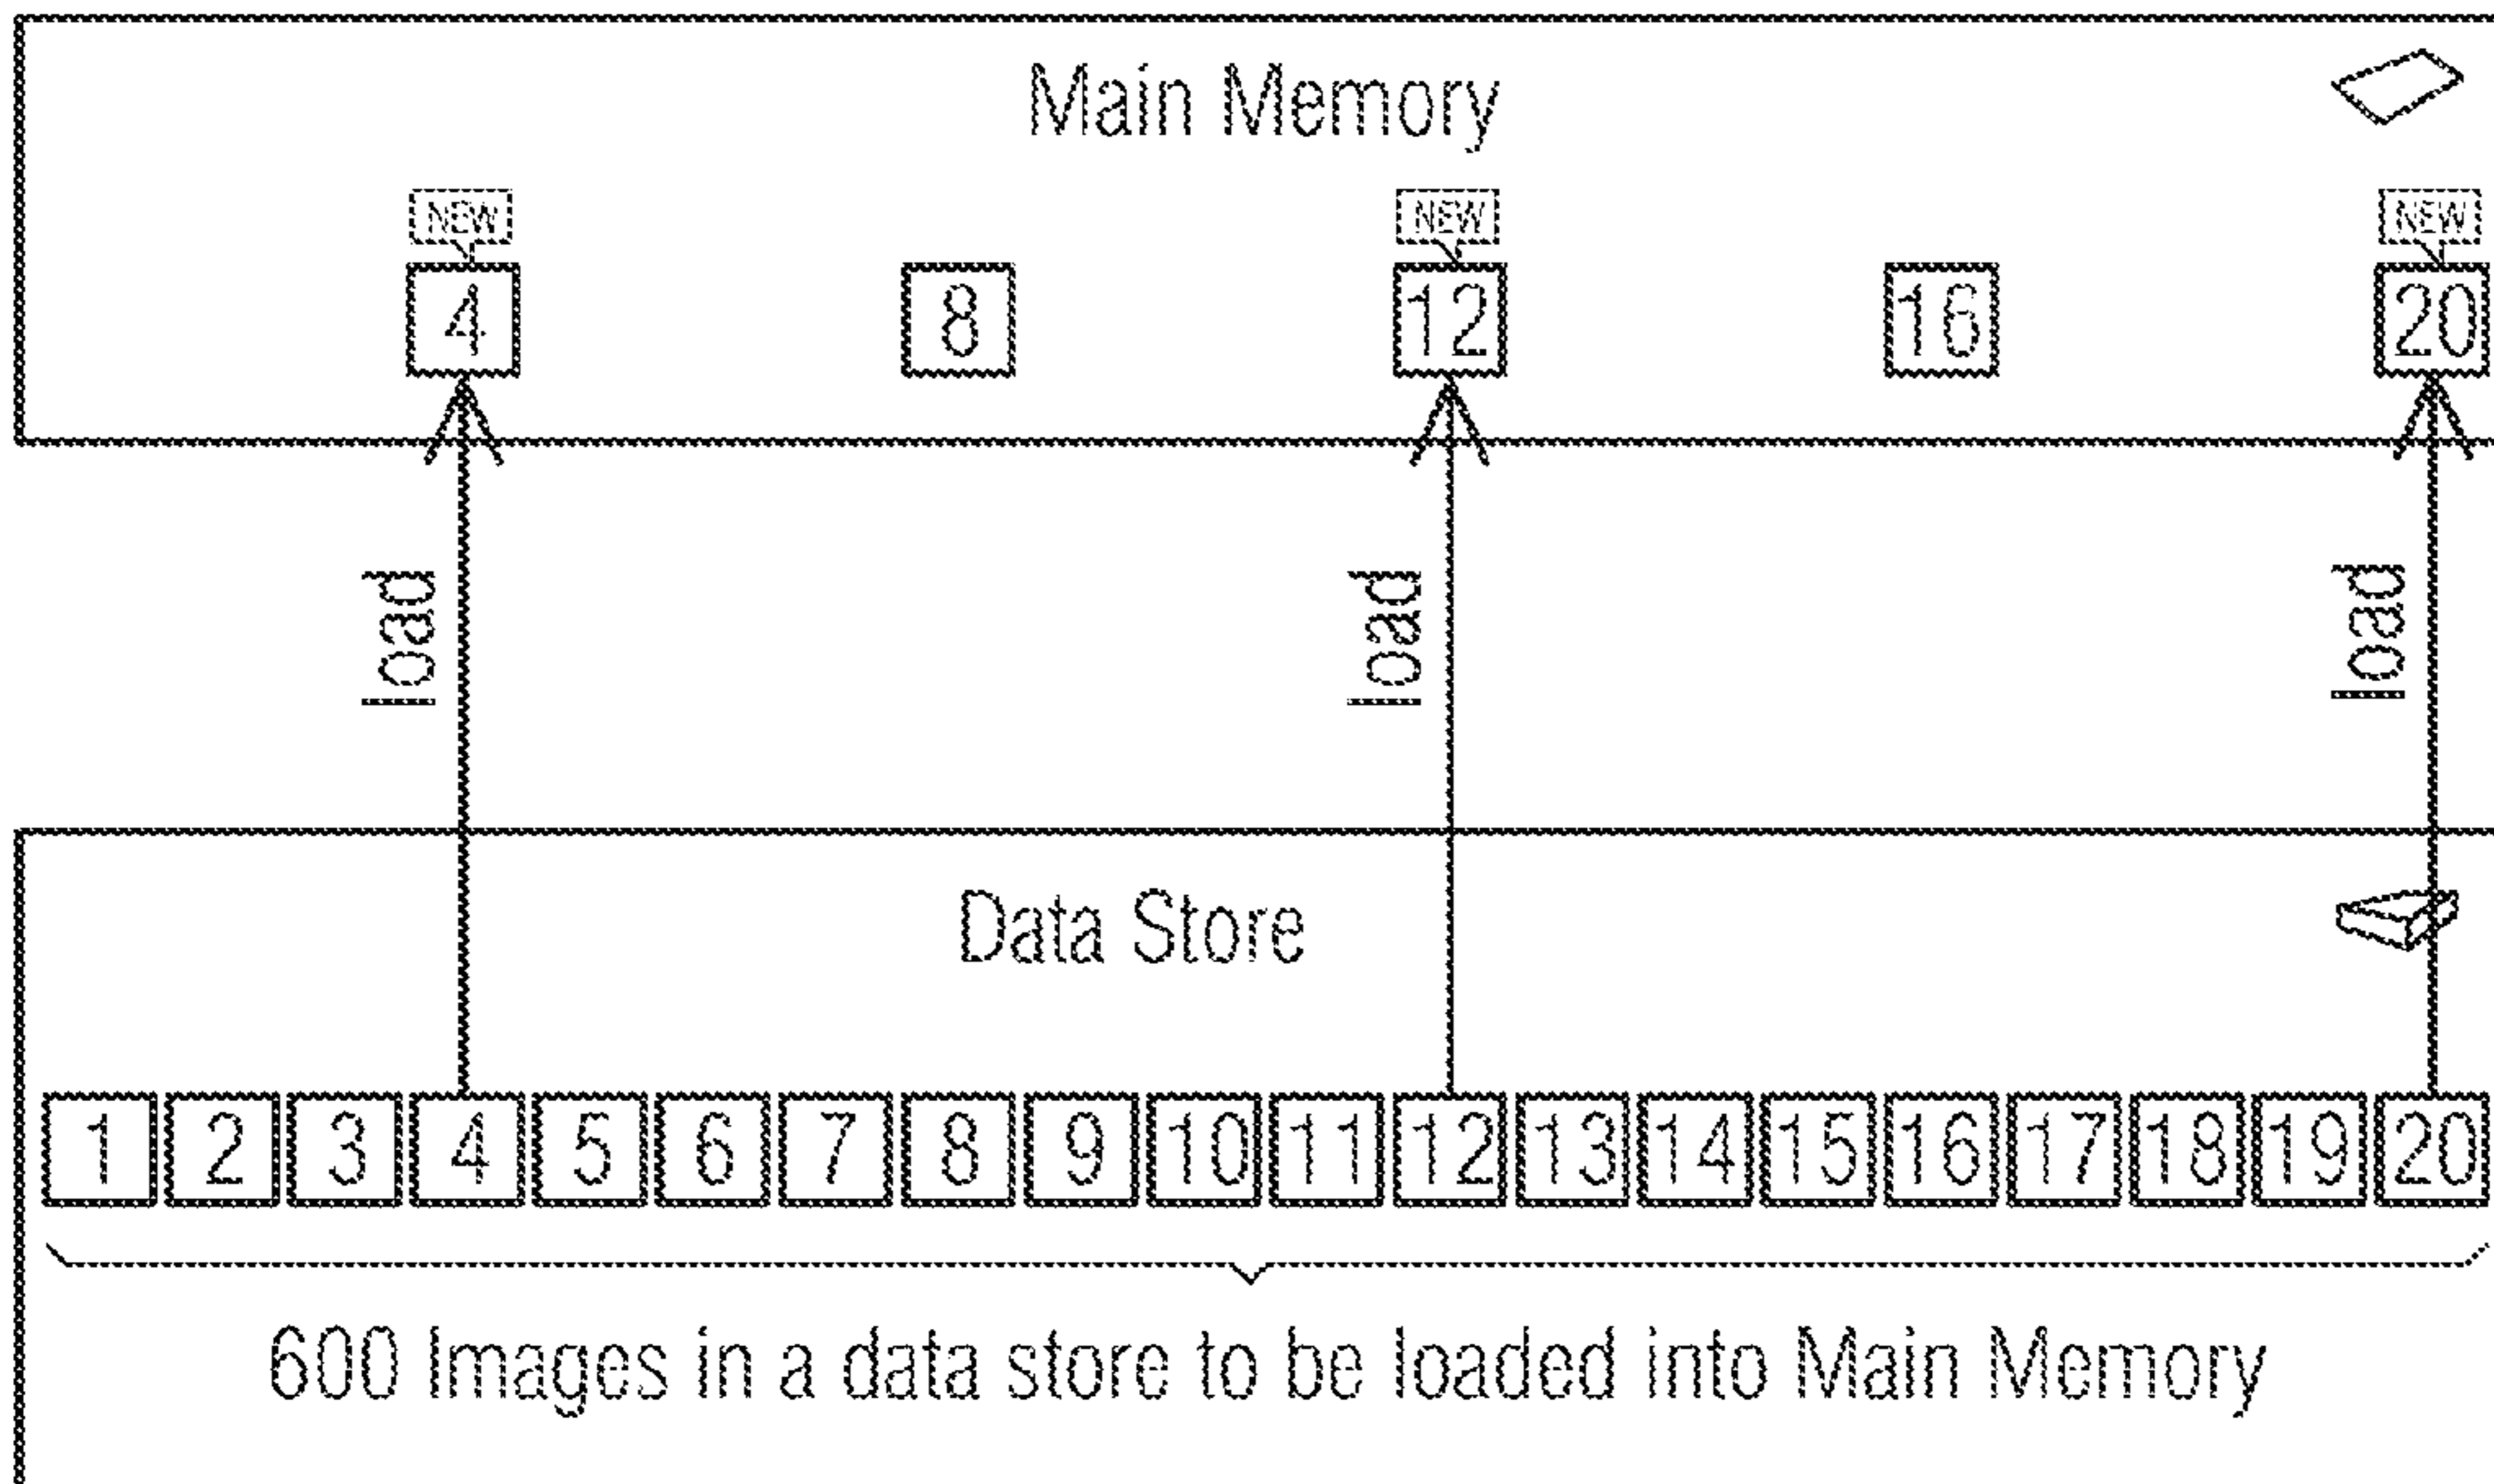 Main Memory
NEW NEW NEW
4 8 12 16 20
load load load
Data Store
1 2 3 4 5 6 7 8 9 10 11 12 13 14 15 16 17 18 19 20
600 Images in a data store to be loaded into Main Memory